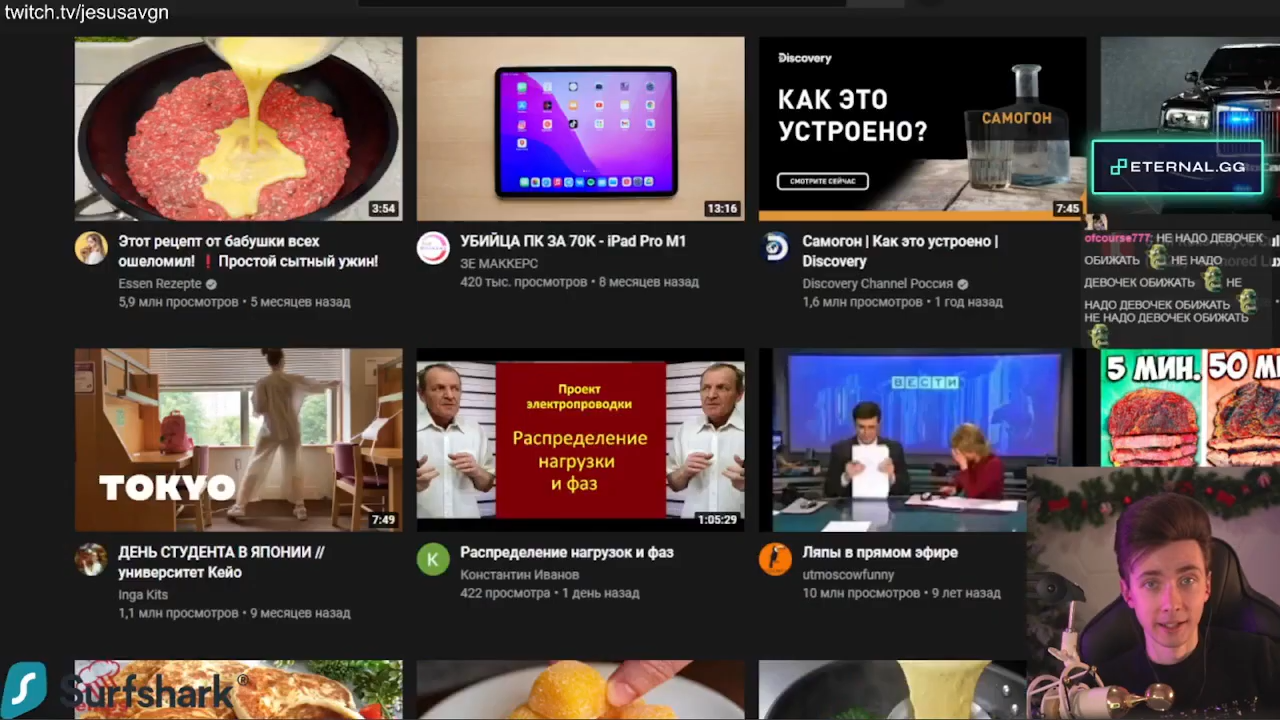 twitch.tv/jesusavgn
3:54
13:16
Discovery
КАК ЭТО
УСТРОЕНО?
САМОГОН
СМОТРИТЕ СЕЙЧАС
7:45
ETERNAL.GG
Этот рецепт от бабушки всех
ошеломил! ❗ Простой сытный ужин!
Essen Rezepte
5,9 млн просмотров • 5 месяцев назад
УБИЙЦА ПК ЗА 70К - iPad Pro M1
ЗЕ МАККЕРС
420 тыс. просмотров • 8 месяцев назад
Самогон | Как это устроено |
Discovery
Discovery Channel Россия
1,6 млн просмотров • 1 год назад
ofcourse777: НЕ НАДО ДЕВОЧЕК
ОБИЖАТЬ НЕ НАДО
ДЕВОЧЕК ОБИЖАТЬ НЕ
НАДО ДЕВОЧЕК ОБИЖАТЬ
НЕ НАДО ДЕВОЧЕК ОБИЖАТЬ
TOKYO
7:49
Проект
электропроводки
Распределение
нагрузки
и фаз
1:05:29
ВЕСТИ
5 МИН.
ДЕНЬ СТУДЕНТА В ЯПОНИИ //
университет Кейо
Inga Kits
1,1 млн просмотров • 9 месяцев назад
K
Распределение нагрузок и фаз
Константин Иванов
422 просмотра • 1 день назад
Ляпы в прямом эфире
utmoscowfunny
10 млн просмотров • 9 лет назад
Surfshark®